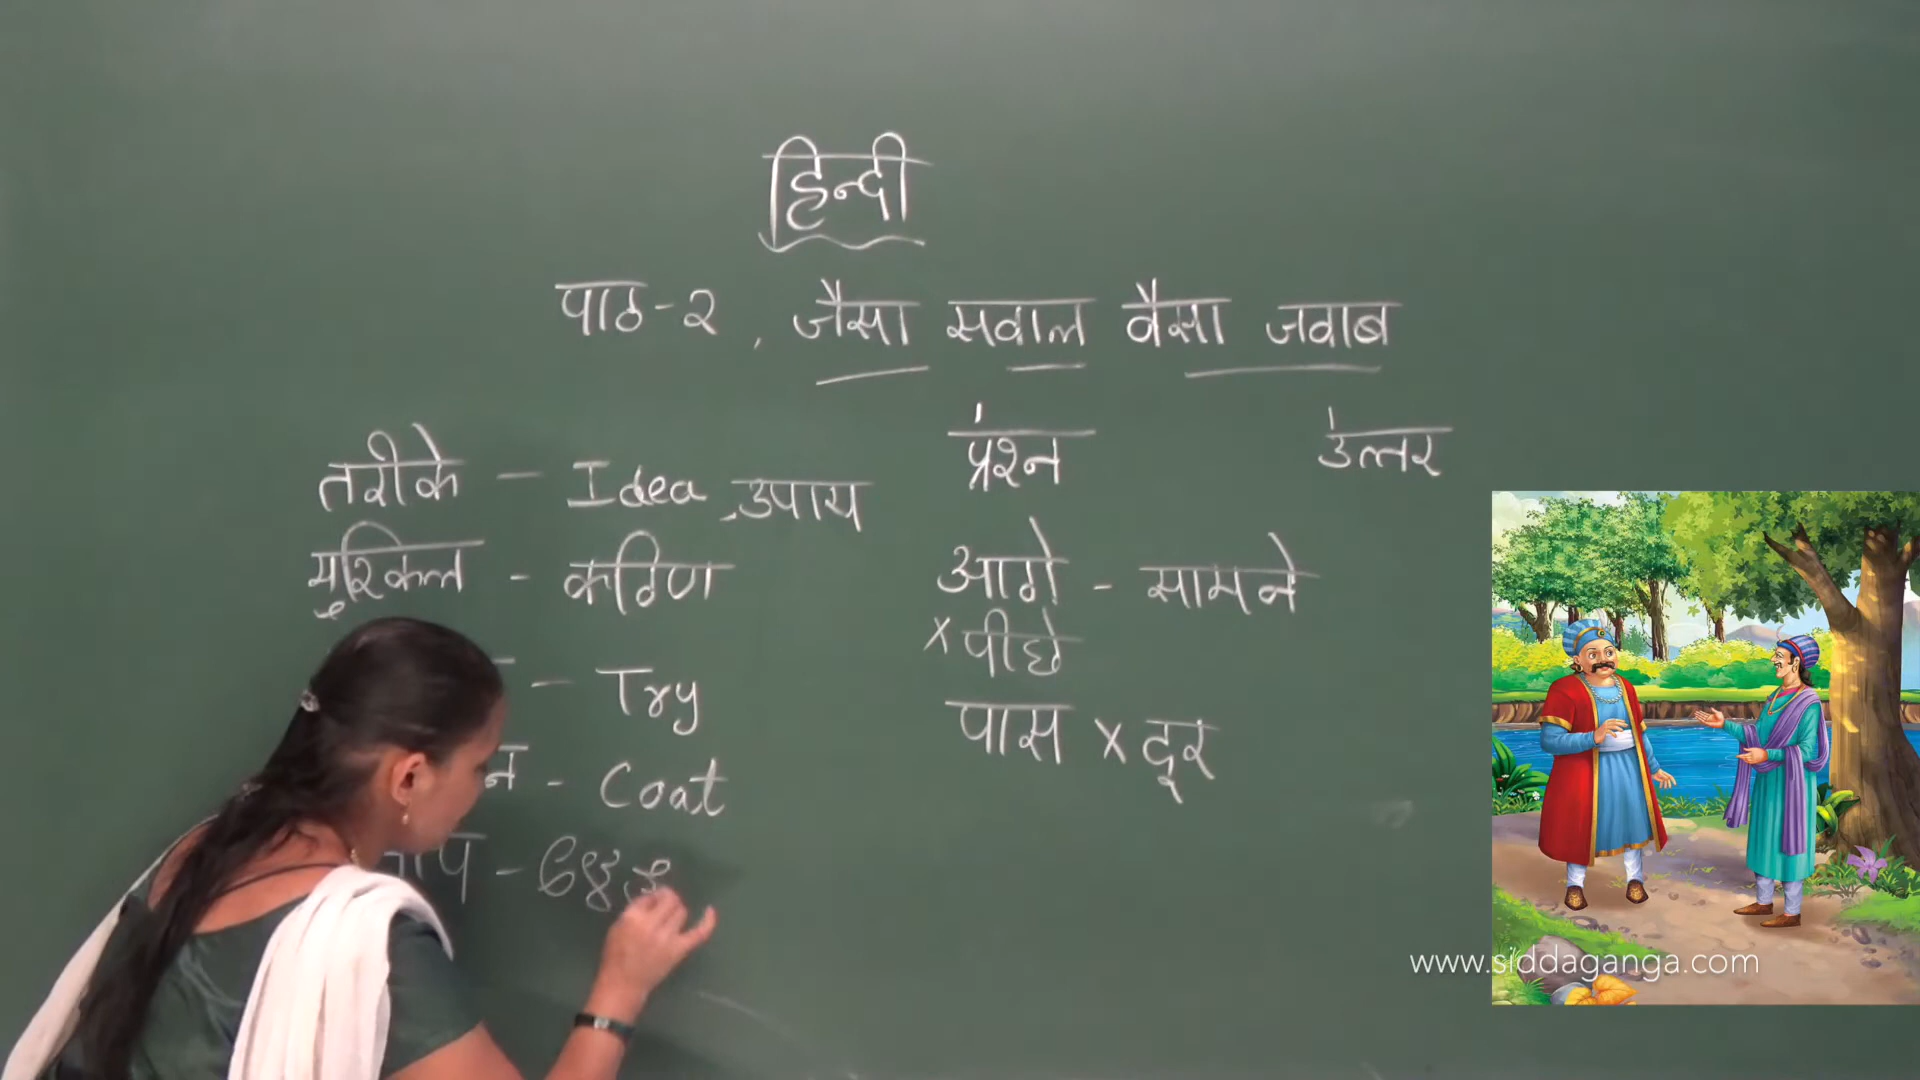 हिन्दी
पाठ-२, जैसा सवाल वैसा जवाब
प्रश्न उत्तर
तरीके - Idea, उपाय
मुश्किल - कठिण
- Try
- Coat
आगे - सामने
x पीछे
पास x दूर
www.siddaganga.com